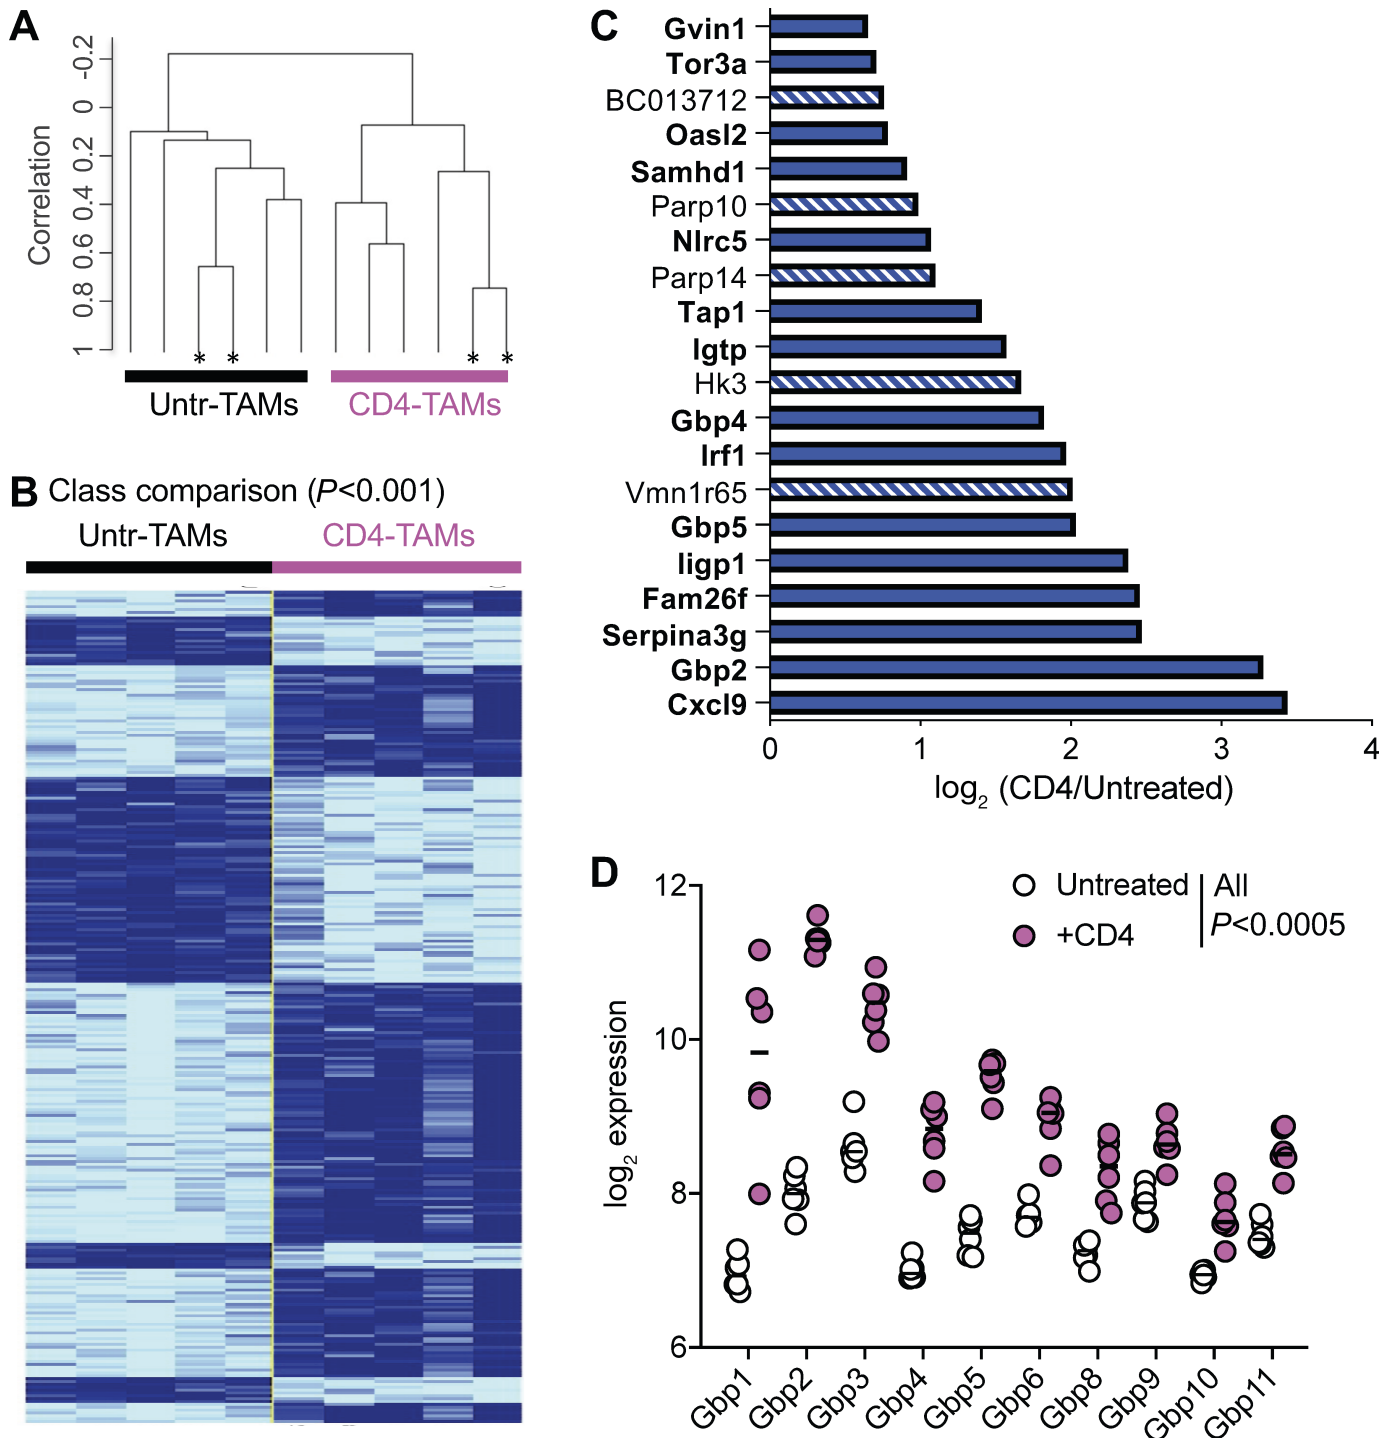 A
Correlation
-0.2
0
0.2
0.4
0.6
0.8
1
* * * *
Untr-TAMs CD4-TAMs
B Class comparison (P<0.001)
Untr-TAMs CD4-TAMs
C
Gvin1
Tor3a
BC013712
Oasl2
Samhd1
Parp10
Nlrc5
Parp14
Tap1
Igtp
Hk3
Gbp4
Irf1
Vmn1r65
Gbp5
Iigp1
Fam26f
Serpina3g
Gbp2
Cxcl9
0 1 2 3 4
log2 (CD4/Untreated)
D
Untreated
+CD4
All
P<0.0005
log2 expression
12
10
8
6
Gbp1 Gbp2 Gbp3 Gbp4 Gbp5 Gbp6 Gbp8 Gbp9 Gbp10 Gbp11